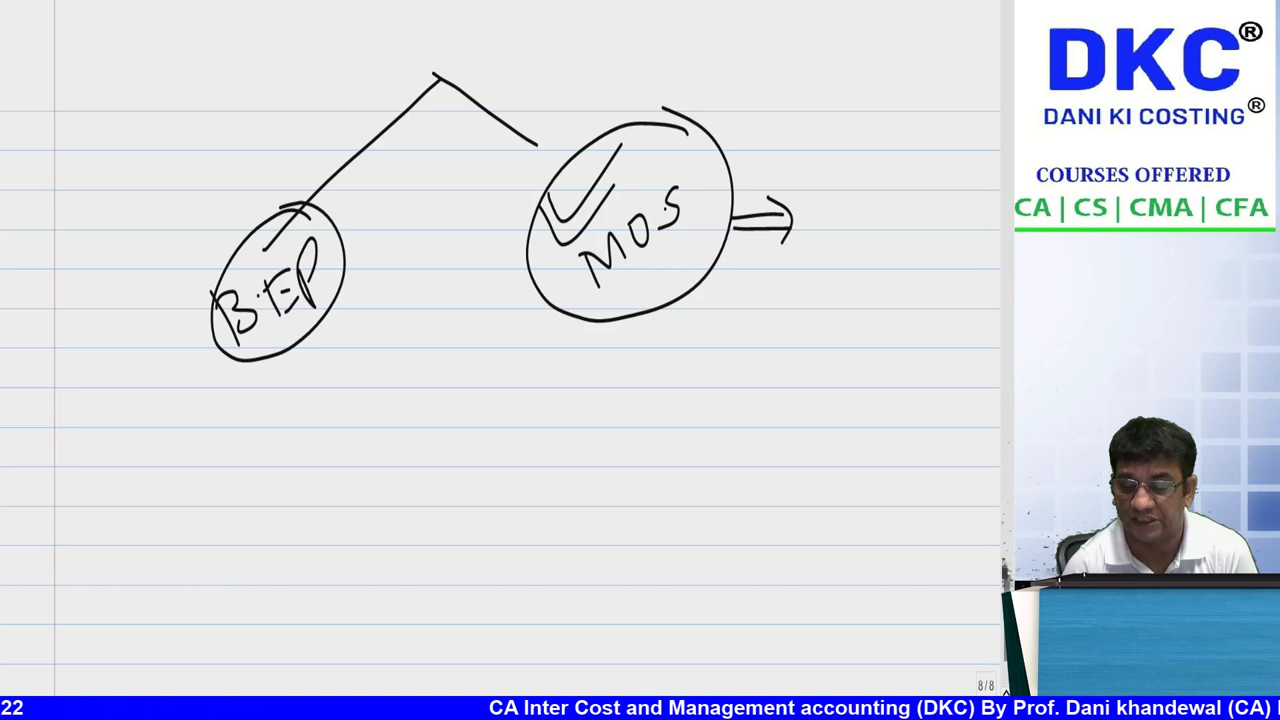 DKC®
DANI KI COSTING®
COURSES OFFERED
CA | CS | CMA | CFA
M.O.S
B.EP
8/8
22 CA Inter Cost and Management accounting (DKC) By Prof. Dani khandewal (CA)